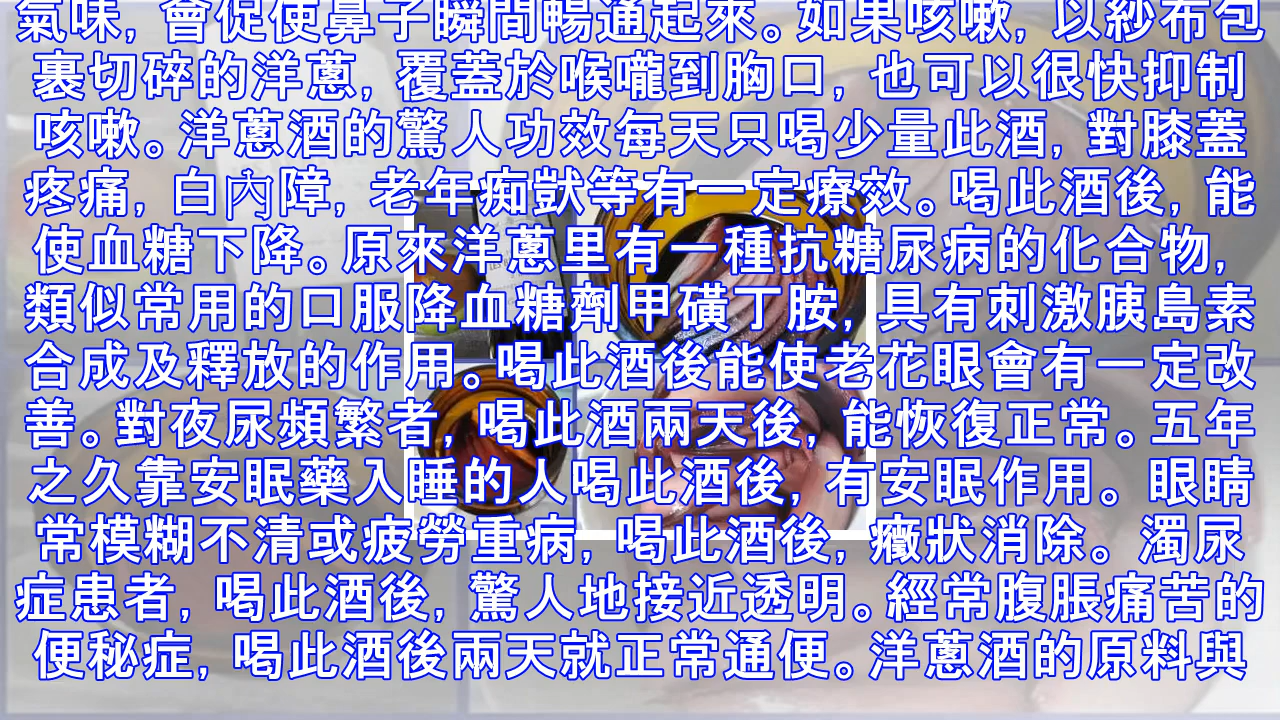 氣味, 會促使鼻子瞬間暢通起來。如果咳嗽, 以紗布包
裹切碎的洋蔥, 覆蓋於喉嚨到胸口, 也可以很快抑制
咳嗽。洋蔥酒的驚人功效每天只喝少量此酒, 對膝蓋
疼痛, 白內障, 老年痴獃等有一定療效。喝此酒後, 能
使血糖下降。原來洋蔥里有一種抗糖尿病的化合物,
類似常用的口服降血糖劑甲磺丁胺, 具有刺激胰島素
合成及釋放的作用。喝此酒後能使老花眼會有一定改
善。對夜尿頻繁者, 喝此酒兩天後, 能恢復正常。五年
之久靠安眠藥入睡的人喝此酒後, 有安眠作用。眼睛
常模糊不清或疲勞重病, 喝此酒後, 癥狀消除。濁尿
症患者, 喝此酒後, 驚人地接近透明。經常腹脹痛苦的
便秘症, 喝此酒後兩天就正常通便。洋蔥酒的原料與